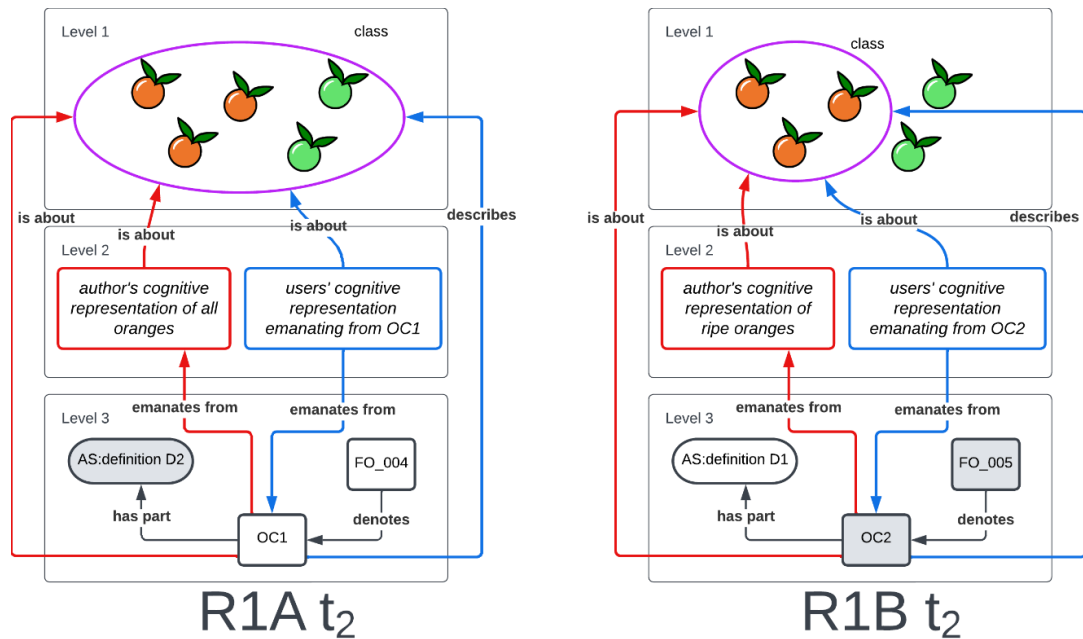 Level 1
class
is about
is about
is about
describes
Level 2
author's cognitive
representation of all
oranges
users' cognitive
representation
emanating from OC1
emanates from
emanates from
Level 3
AS:definition D2
FO_004
has part
denotes
OC1
R1A t2
Level 1
class
is about
is about
is about
describes
Level 2
author's cognitive
representation of
ripe oranges
users' cognitive
representation
emanating from OC2
emanates from
emanates from
Level 3
AS:definition D1
FO_005
has part
denotes
OC2
R1B t2